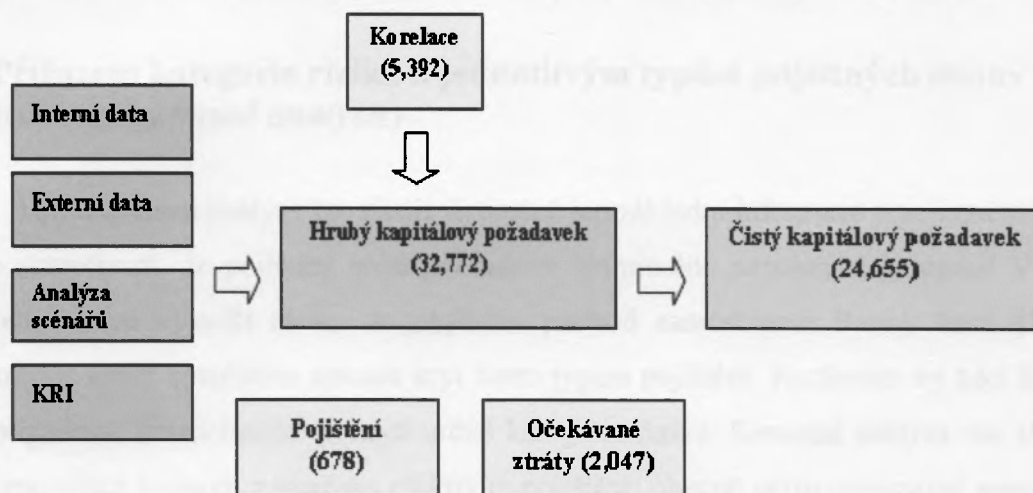 Korelace
(5,392)
Interní data
Externí data
Analýza
scénářů
KRI
Hrubý kapitálový požadavek
(32,772)
Čistý kapitálový požadavek
(24,655)
Pojištění
(678)
Očekávané
ztráty (2,047)